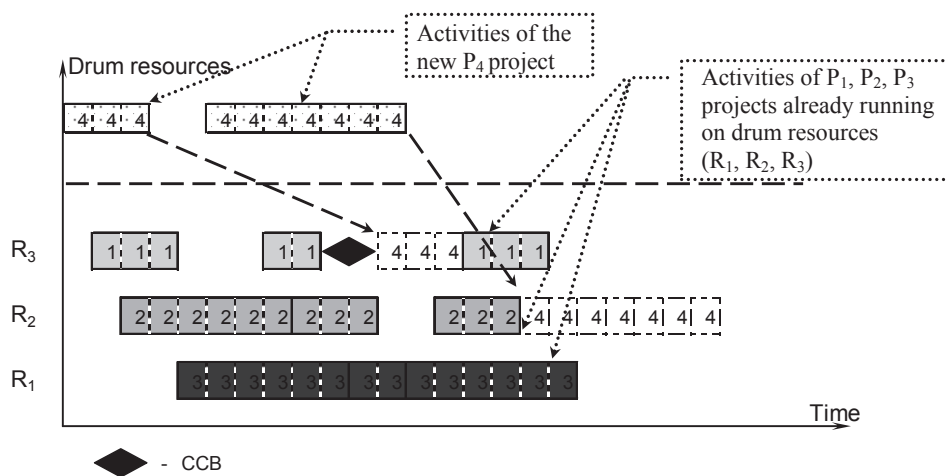 Activities of the
new P₄ project
Drum resources
Activities of P₁, P₂, P₃
projects already running
on drum resources
(R₁, R₂, R₃)
4 4 4 4 4 4 4 4 4 4
R₃ 1 1 1 1 1 4 4 4 1 1 1
R₂ 2 2 2 2 2 2 2 2 2 2 2 2 4 4 4 4 4 4 4
R₁ 3 3 3 3 3 3 3 3 3 3 3 3 3 3
Time
- CCB